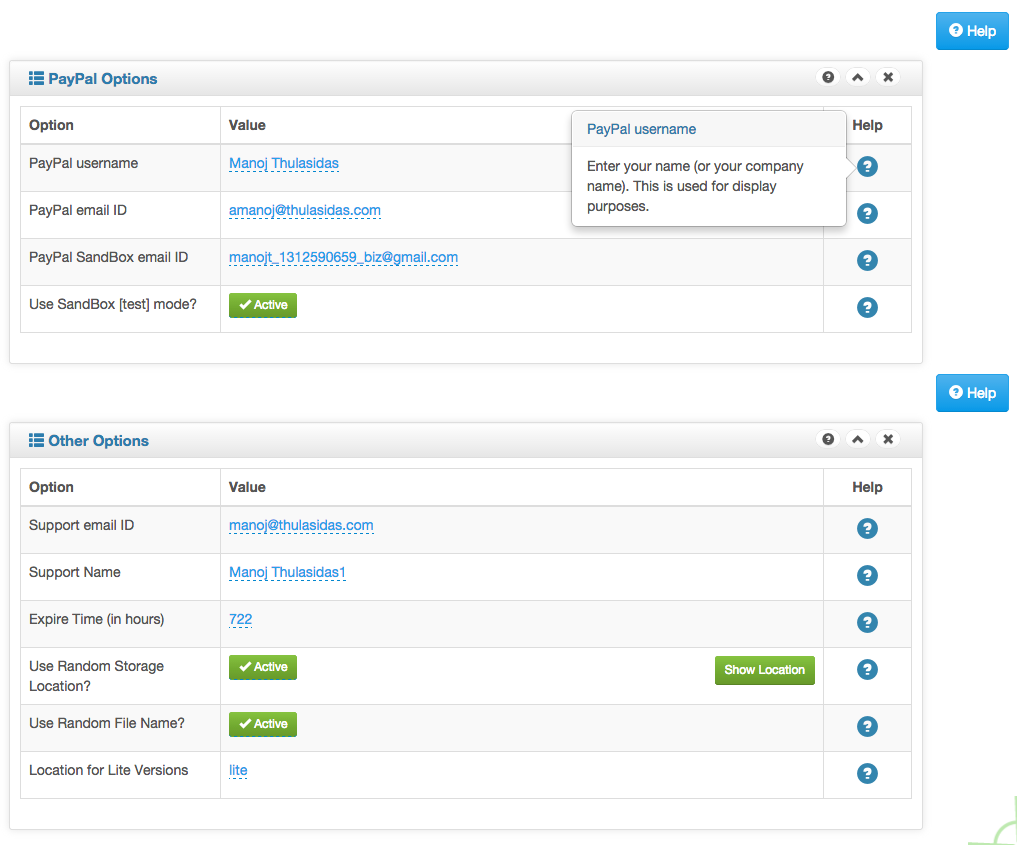 Help
PayPal Options
Option Value Help
PayPal username Manoj Thulasidas
PayPal username
Enter your name (or your company
name). This is used for display
purposes.
PayPal email ID amanoj@thulasidas.com
PayPal SandBox email ID manojt_1312590659_biz@gmail.com
Use SandBox [test] mode? Active
Help
Other Options
Option Value Help
Support email ID manoj@thulasidas.com
Support Name Manoj Thulasidas1
Expire Time (in hours) 722
Use Random Storage
Location? Active Show Location
Use Random File Name? Active
Location for Lite Versions lite